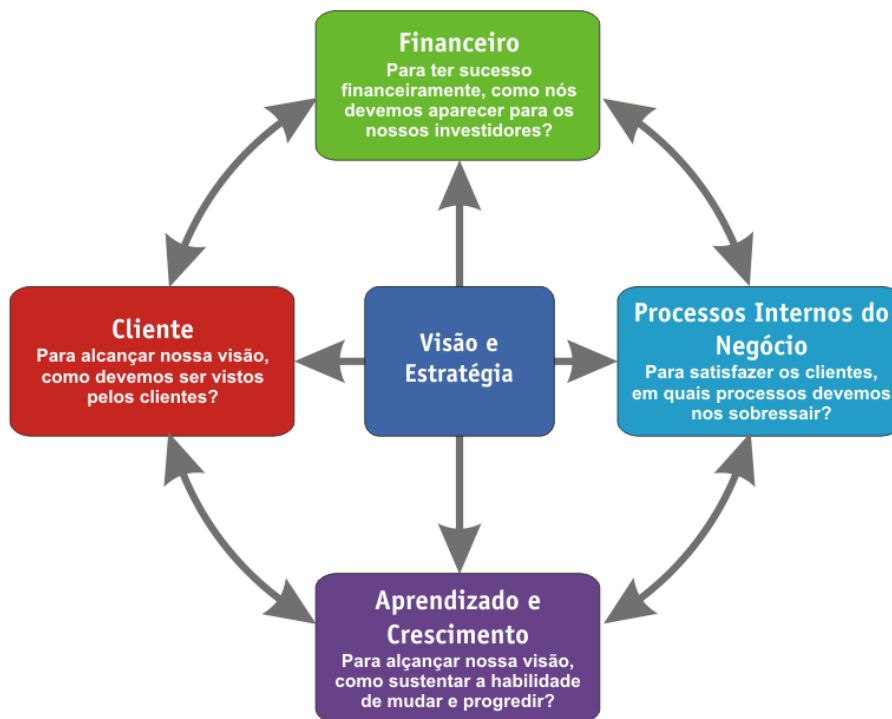 Financeiro
Para ter sucesso
financeiramente, como nós
devemos aparecer para os
nossos investidores?
Cliente
Para alcançar nossa visão,
como devemos ser vistos
pelos clientes?
Visão e
Estratégia
Processos Internos do
Negócio
Para satisfazer os clientes,
em quais processos devemos
nos sobressair?
Aprendizado e
Crescimento
Para alçançar nossa visão,
como sustentar a habilidade
de mudar e progredir?